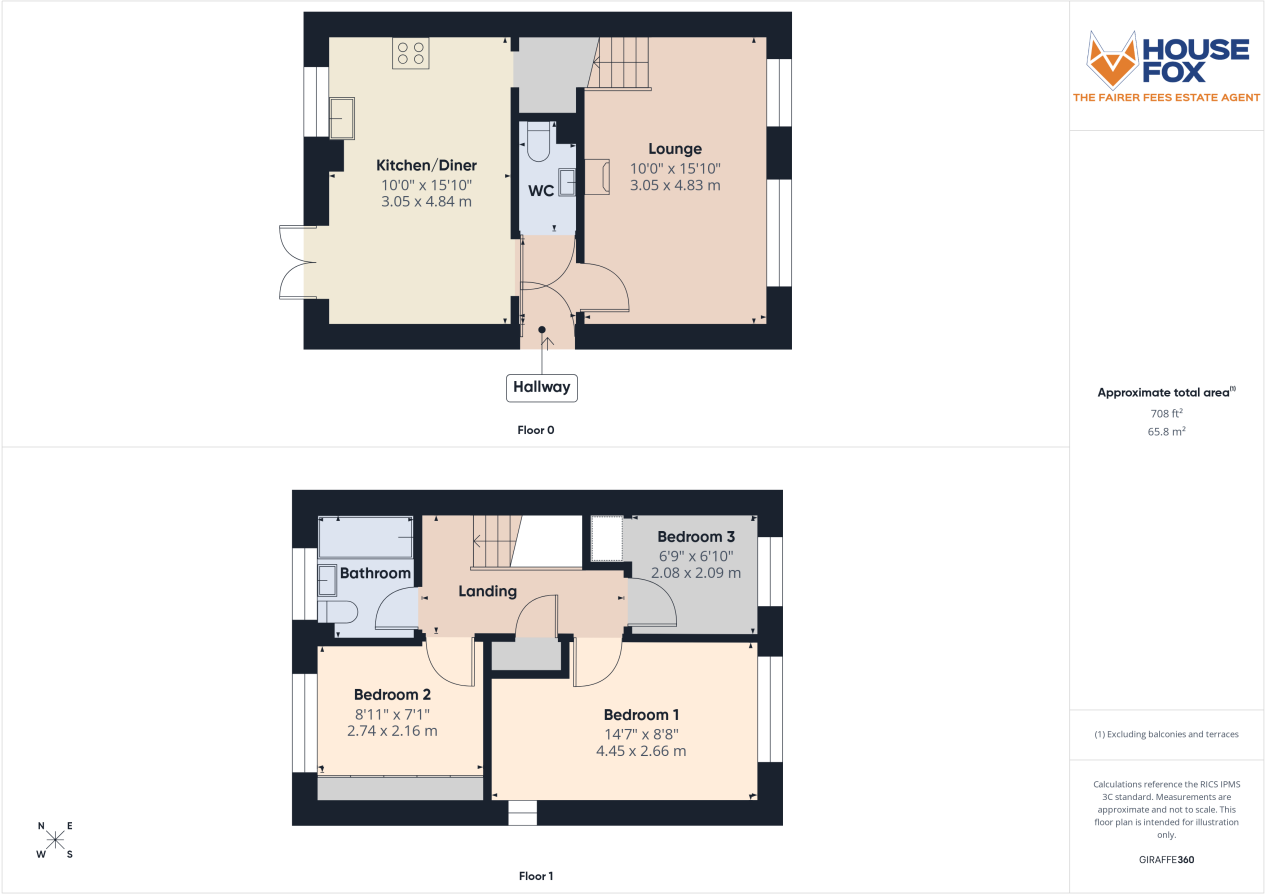 Kitchen/Diner
10'0" x 15'10"
3.05 x 4.84 m
WC
Lounge
10'0" x 15'10"
3.05 x 4.83 m
Hallway
Floor 0
Bathroom
Landing
Bedroom 3
6'9" x 6'10"
2.08 x 2.09 m
Bedroom 2
8'11" x 7'1"
2.74 x 2.16 m
Bedroom 1
14'7" x 8'8"
4.45 x 2.66 m
N E
W S
Floor 1
HOUSE
FOX
THE FAIRER FEES ESTATE AGENT
Approximate total area(1)
708 ft²
65.8 m²
(1) Excluding balconies and terraces
Calculations reference the RICS IPMS
3C standard. Measurements are
approximate and not to scale. This
floor plan is intended for illustration
only.
GIRAFFE360